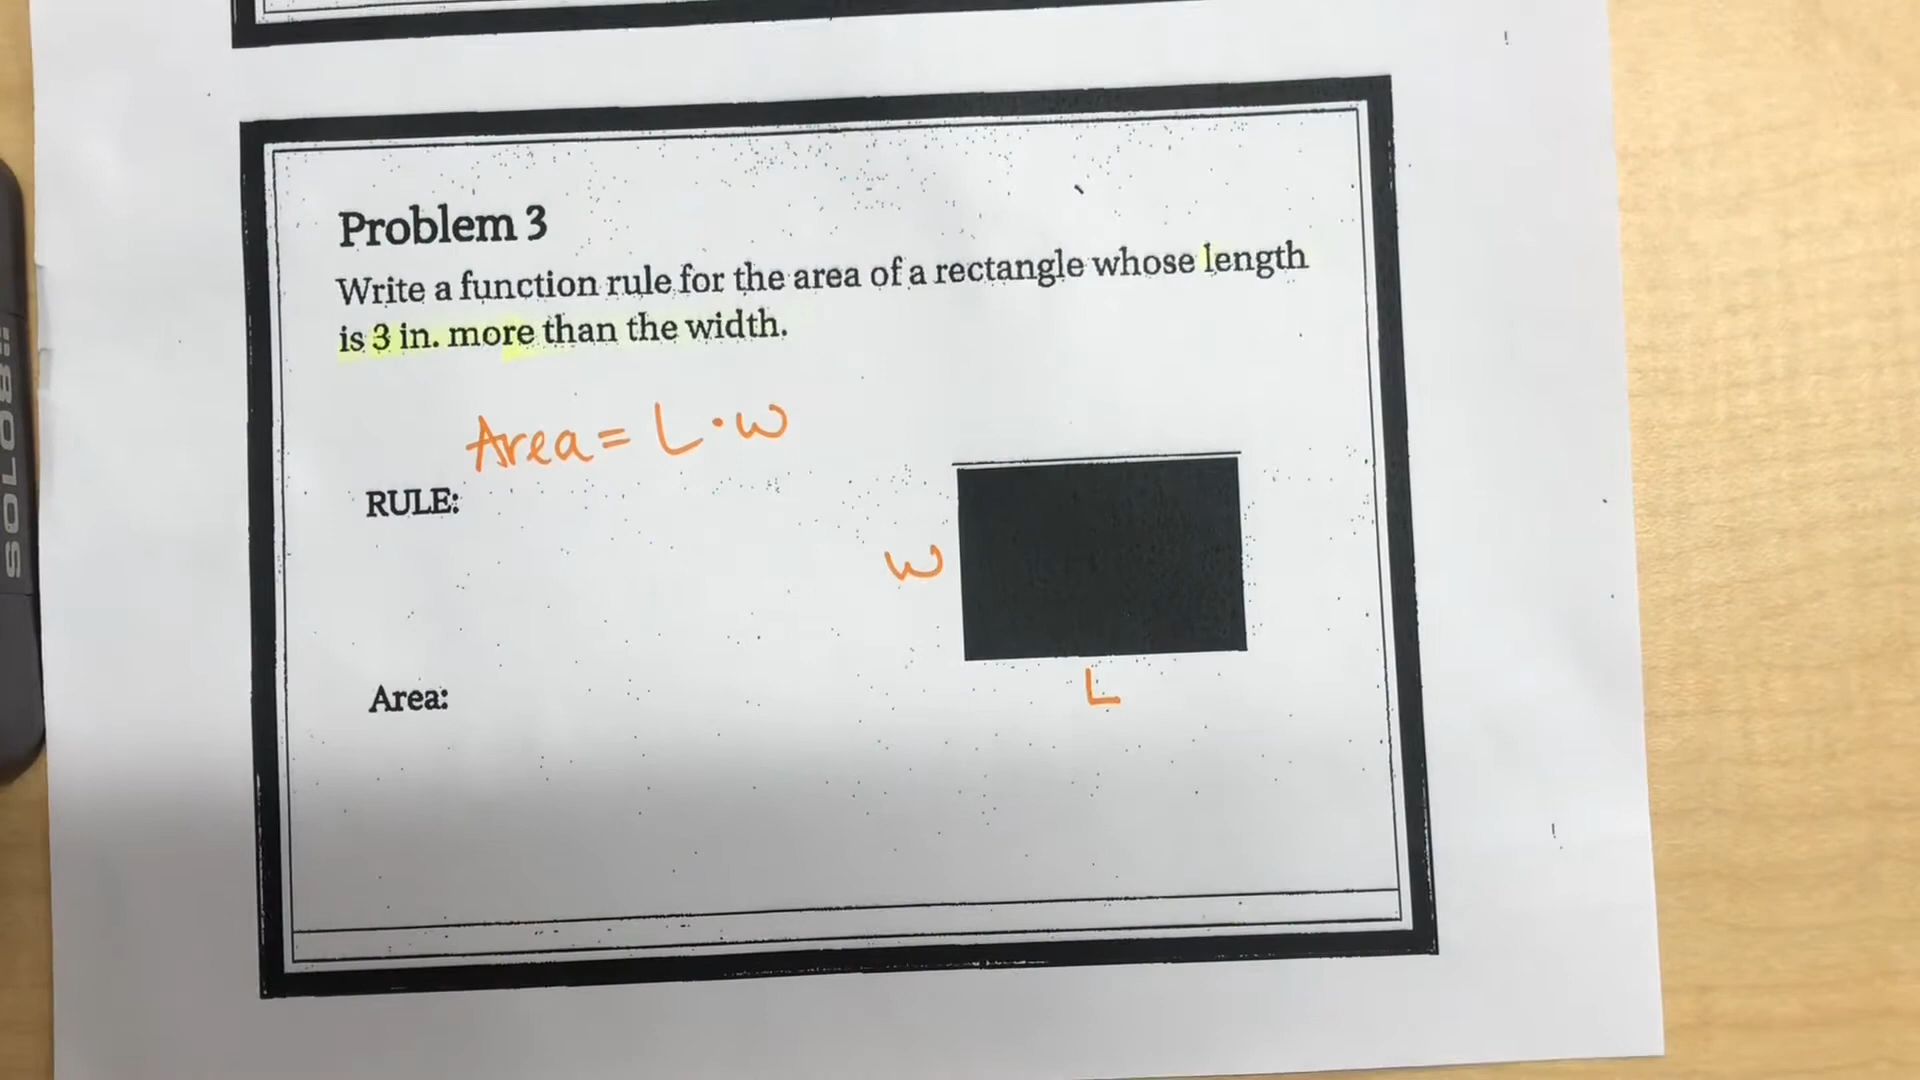 Problem 3
Write a function rule for the area of a rectangle whose length
is 3 in. more than the width.
Area = L · w
RULE:
w
L
Area:
SOLO8